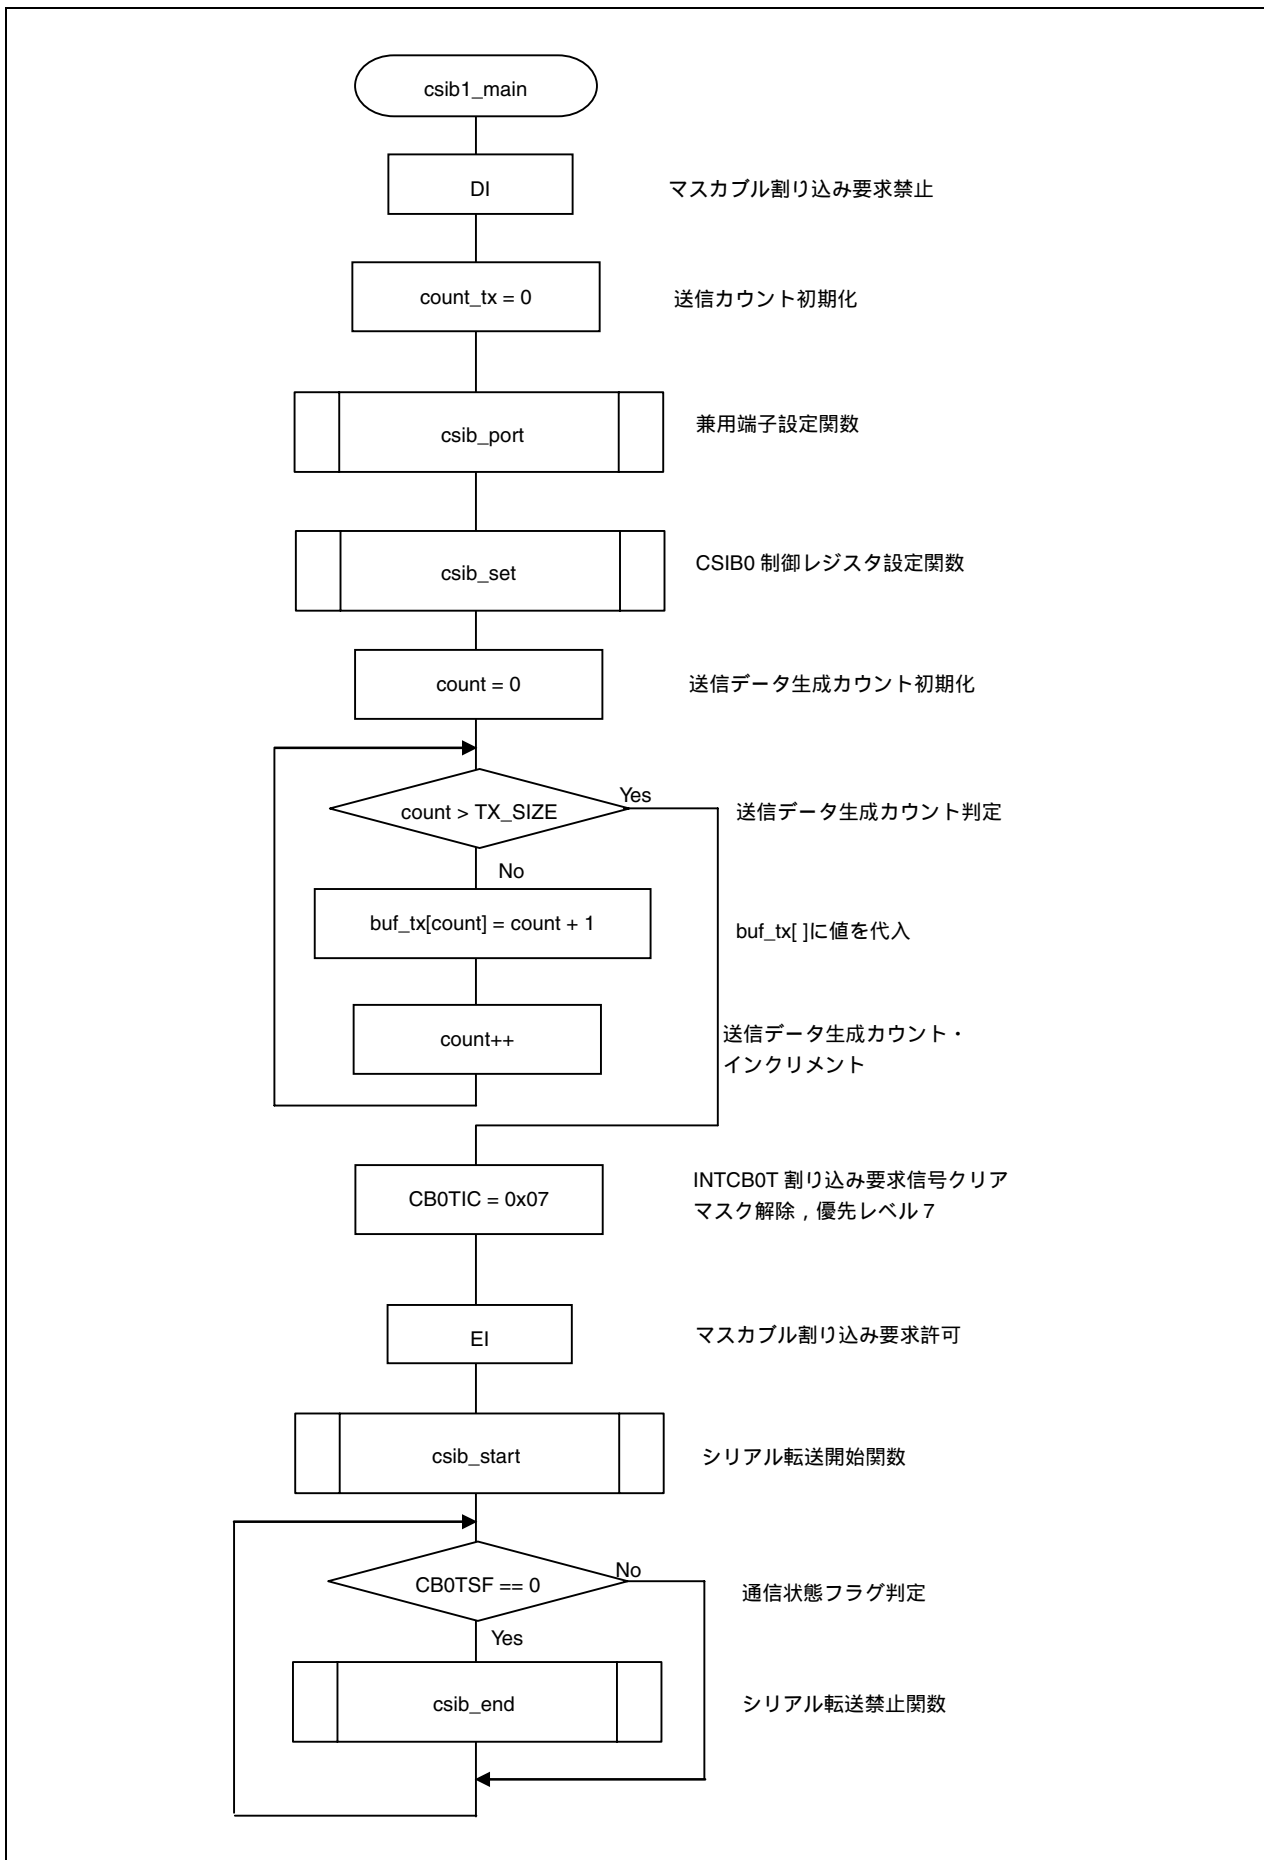 csib1_main
DI
マスカブル割り込み要求禁止
count_tx = 0
送信カウント初期化
csib_port
兼用端子設定関数
csib_set
CSIB0 制御レジスタ設定関数
count = 0
送信データ生成カウント初期化
count > TX_SIZE
Yes
送信データ生成カウント判定
No
buf_tx[count] = count + 1
buf_tx[ ]に値を代入
count++
送信データ生成カウント・
インクリメント
CB0TIC = 0x07
INTCB0T 割り込み要求信号クリア
マスク解除，優先レベル 7
EI
マスカブル割り込み要求許可
csib_start
シリアル転送開始関数
CB0TSF == 0
No
通信状態フラグ判定
Yes
csib_end
シリアル転送禁止関数